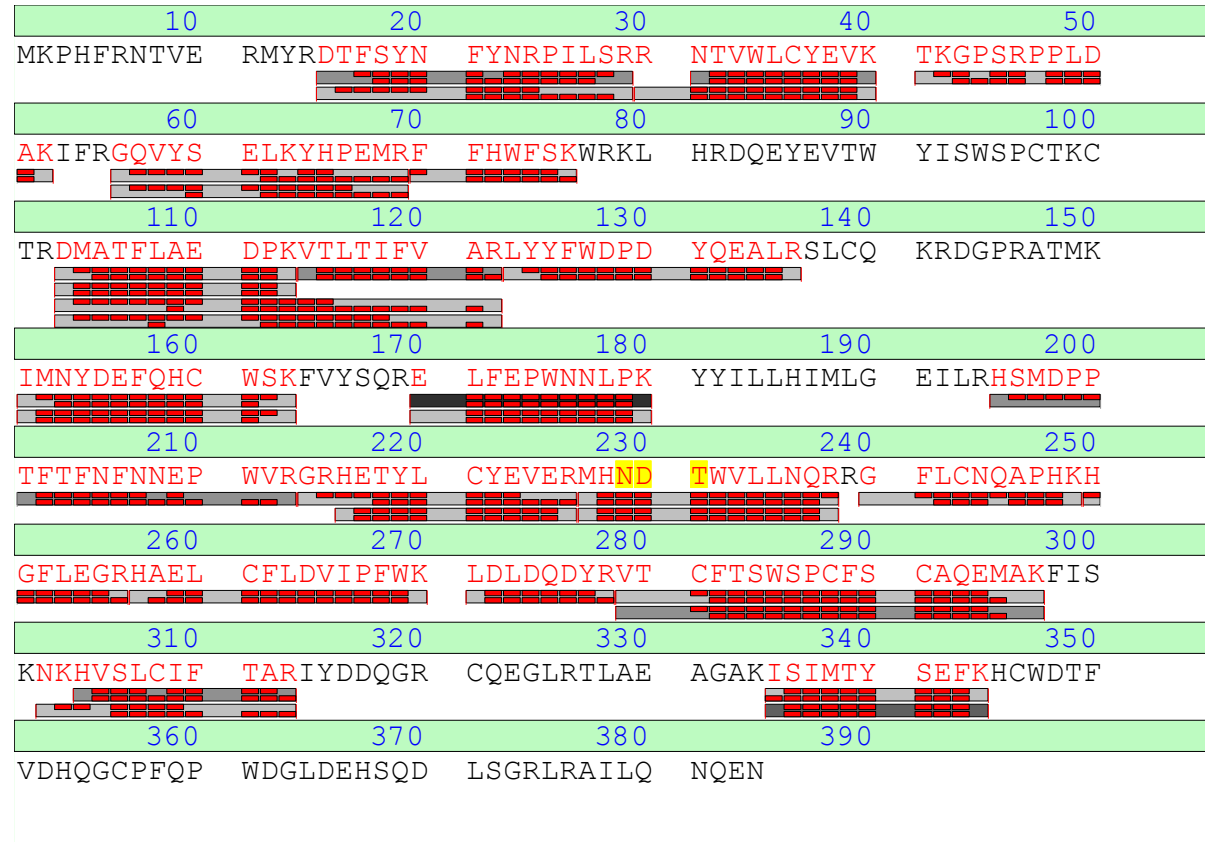 10 20 30 40 50
MKPHFRNTVE RMYRDTFSYN FYNRPILSRR NTVWLCYEVK TKGPSRPPLD
60 70 80 90 100
AKIFRGQVYS ELKYHPEMRF FHWFSKWRKL HRDQEYEVTW YISWSPCTKC
110 120 130 140 150
TRDMATFLAE DPKVTLTIFV ARLYYFWDPD YQEALRSLCQ KRDGPRATMK
160 170 180 190 200
IMNYDEFQHC WSKFVYSQRE LFEPWNNLPK YYILLHIMLG EILRHSMDPP
210 220 230 240 250
TFTFNFNNEP WVRGRHETYL CYEVERMHND TWVLLNQRRG FLCNQAPHKH
260 270 280 290 300
GFLEGRHAEL CFLDVIPFWK LDLDQDYRVT CFTSWSPCFS CAQEMAKFIS
310 320 330 340 350
KNKHVSLCIF TARIYDDQGR CQEGLRTLAE AGAKISIMTY SEFKHCWDTF
360 370 380 390
VDHQGCPFQP WDGLDEHSQD LSGRLRAILQ NQEN